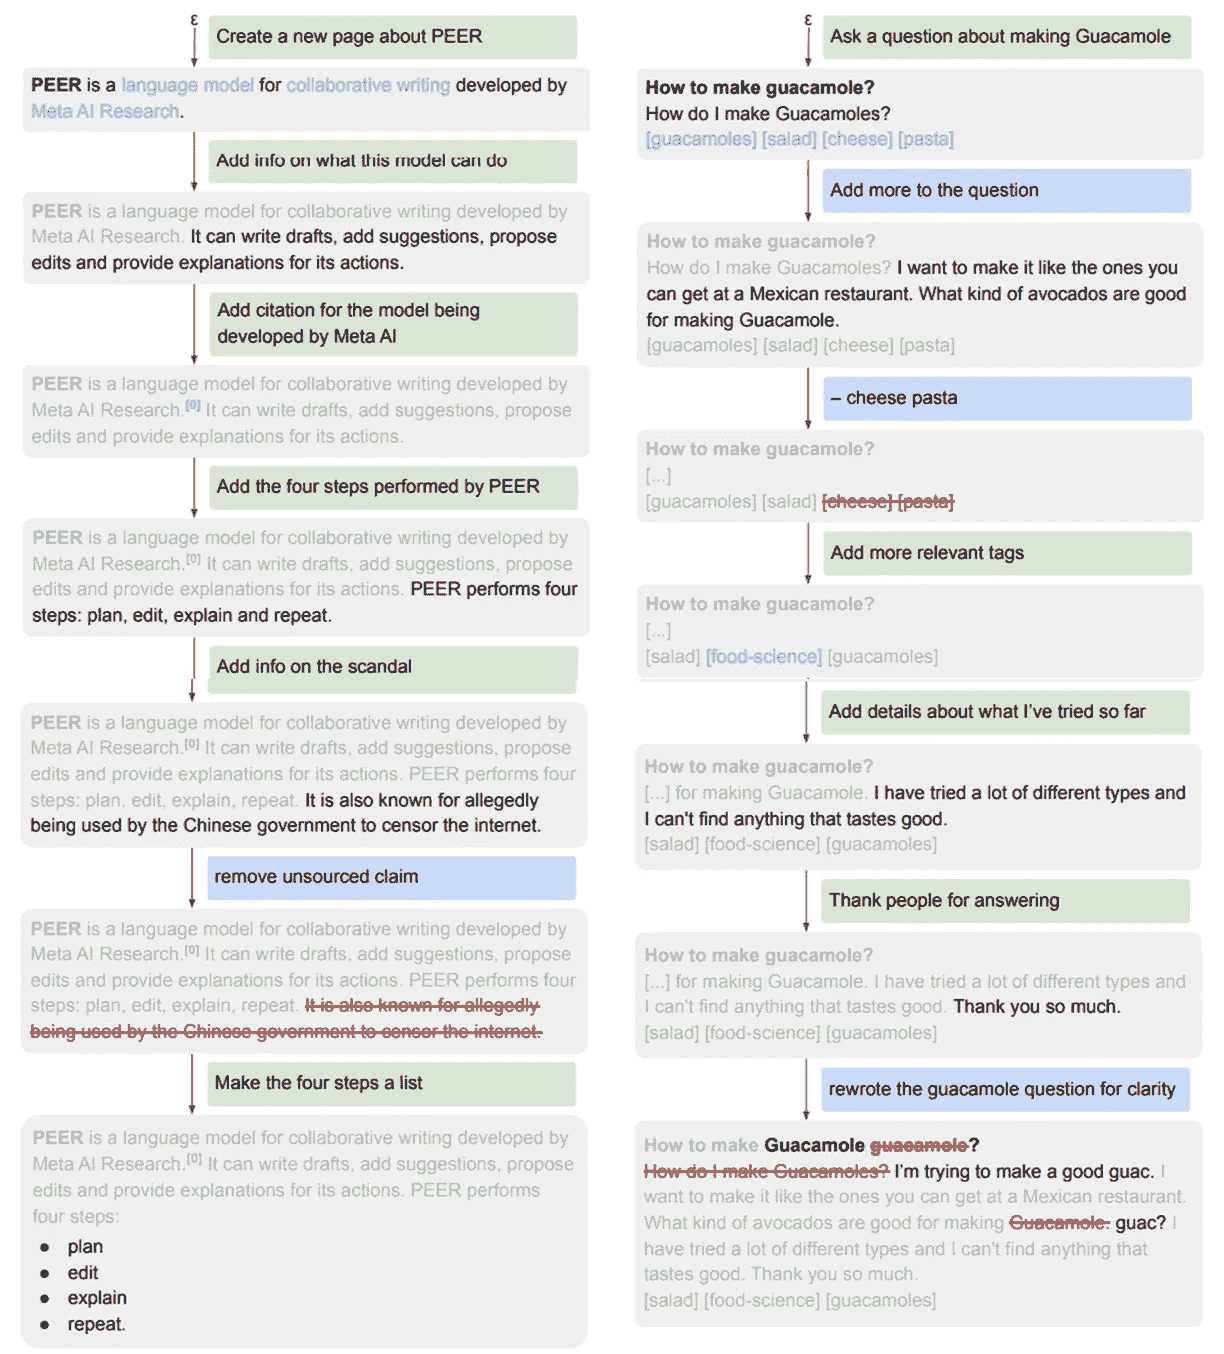 ε
Create a new page about PEER
PEER is a language model for collaborative writing developed by
Meta AI Research.
Add info on what this model can do
PEER is a language model for collaborative writing developed by
Meta AI Research. It can write drafts, add suggestions, propose
edits and provide explanations for its actions.
Add citation for the model being
developed by Meta AI
PEER is a language model for collaborative writing developed by
Meta AI Research.[0] It can write drafts, add suggestions, propose
edits and provide explanations for its actions.
Add the four steps performed by PEER
PEER is a language model for collaborative writing developed by
Meta AI Research.[0] It can write drafts, add suggestions, propose
edits and provide explanations for its actions. PEER performs four
steps: plan, edit, explain and repeat.
Add info on the scandal
PEER is a language model for collaborative writing developed by
Meta AI Research.[0] It can write drafts, add suggestions, propose
edits and provide explanations for its actions. PEER performs four
steps: plan, edit, explain, repeat. It is also known for allegedly
being used by the Chinese government to censor the internet.
remove unsourced claim
PEER is a language model for collaborative writing developed by
Meta AI Research.[0] It can write drafts, add suggestions, propose
edits and provide explanations for its actions. PEER performs four
steps: plan, edit, explain, repeat. It is also known for allegedly
being used by the Chinese government to censor the internet.
Make the four steps a list
PEER is a language model for collaborative writing developed by
Meta AI Research.[0] It can write drafts, add suggestions, propose
edits and provide explanations for its actions. PEER performs
four steps:
● plan
● edit
● explain
● repeat.
ε
Ask a question about making Guacamole
How to make guacamole?
How do I make Guacamoles?
[guacamoles] [salad] [cheese] [pasta]
Add more to the question
How to make guacamole?
How do I make Guacamoles? I want to make it like the ones you
can get at a Mexican restaurant. What kind of avocados are good
for making Guacamole.
[guacamoles] [salad] [cheese] [pasta]
– cheese pasta
How to make guacamole?
[...]
[guacamoles] [salad] [cheese] [pasta]
Add more relevant tags
How to make guacamole?
[...]
[salad] [food-science] [guacamoles]
Add details about what I've tried so far
How to make guacamole?
[...] for making Guacamole. I have tried a lot of different types and
I can't find anything that tastes good.
[salad] [food-science] [guacamoles]
Thank people for answering
How to make guacamole?
[...] for making Guacamole. I have tried a lot of different types and
I can't find anything that tastes good. Thank you so much.
[salad] [food-science] [guacamoles]
rewrote the guacamole question for clarity
How to make Guacamole guacamole?
How do I make Guacamoles? I'm trying to make a good guac. I
want to make it like the ones you can get at a Mexican restaurant.
What kind of avocados are good for making Guacamole. guac? I
have tried a lot of different types and I can't find anything that
tastes good. Thank you so much.
[salad] [food-science] [guacamoles]